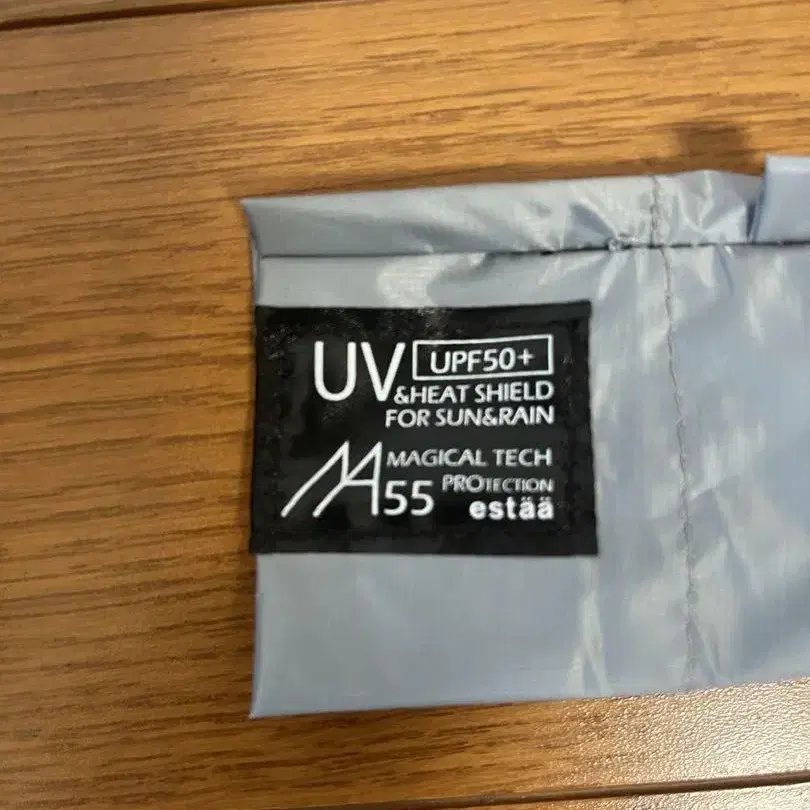 UV UPF50+
&HEAT SHIELD
FOR SUN&RAIN
MAGICAL TECH
55 PROTECTION
estää